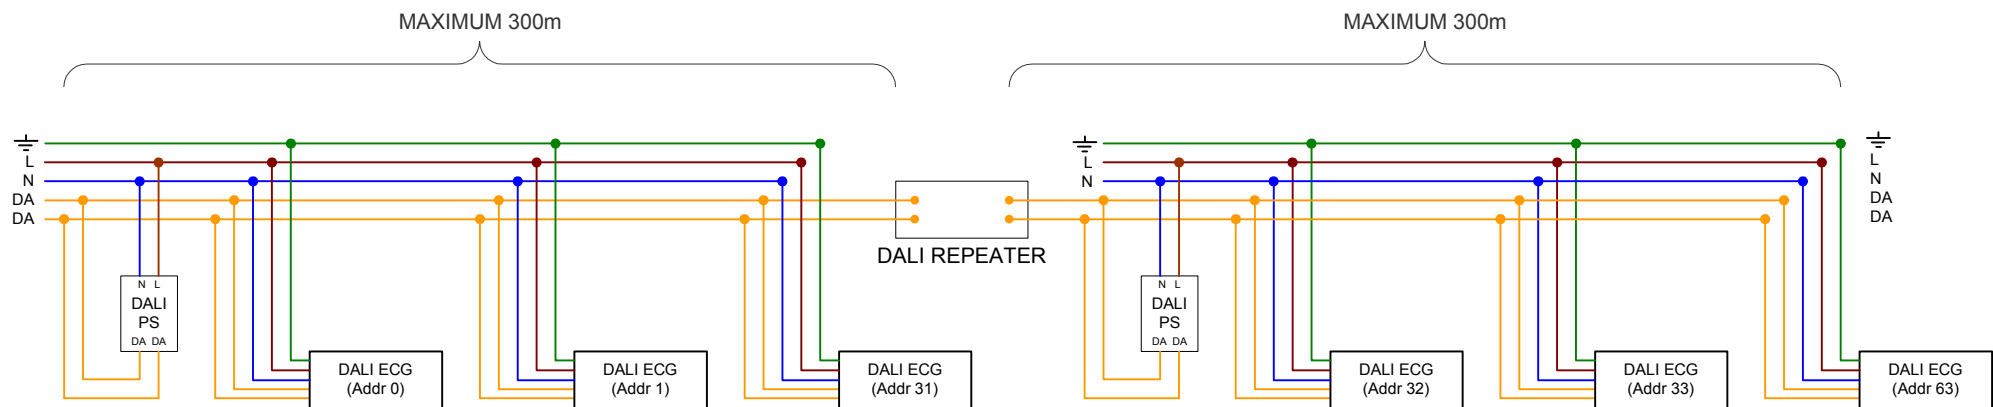 MAXIMUM 300m
MAXIMUM 300m
L
N
DA
DA
L
N
L
N
DA
DA
DALI REPEATER
N L
DALI
PS
DA DA
N L
DALI
PS
DA DA
DALI ECG
(Addr 0)
DALI ECG
(Addr 1)
DALI ECG
(Addr 31)
DALI ECG
(Addr 32)
DALI ECG
(Addr 33)
DALI ECG
(Addr 63)